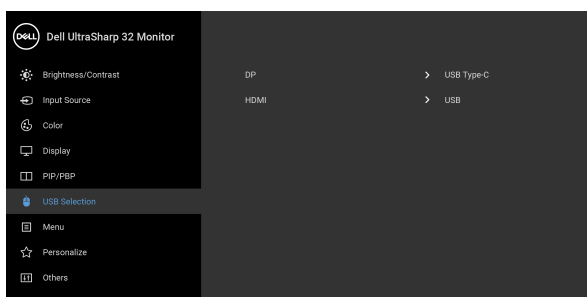 DELL Dell UltraSharp 32 Monitor
Brightness/Contrast DP USB Type-C
Input Source HDMI USB
Color
Display
PIP/PBP
USB Selection
Menu
Personalize
Others